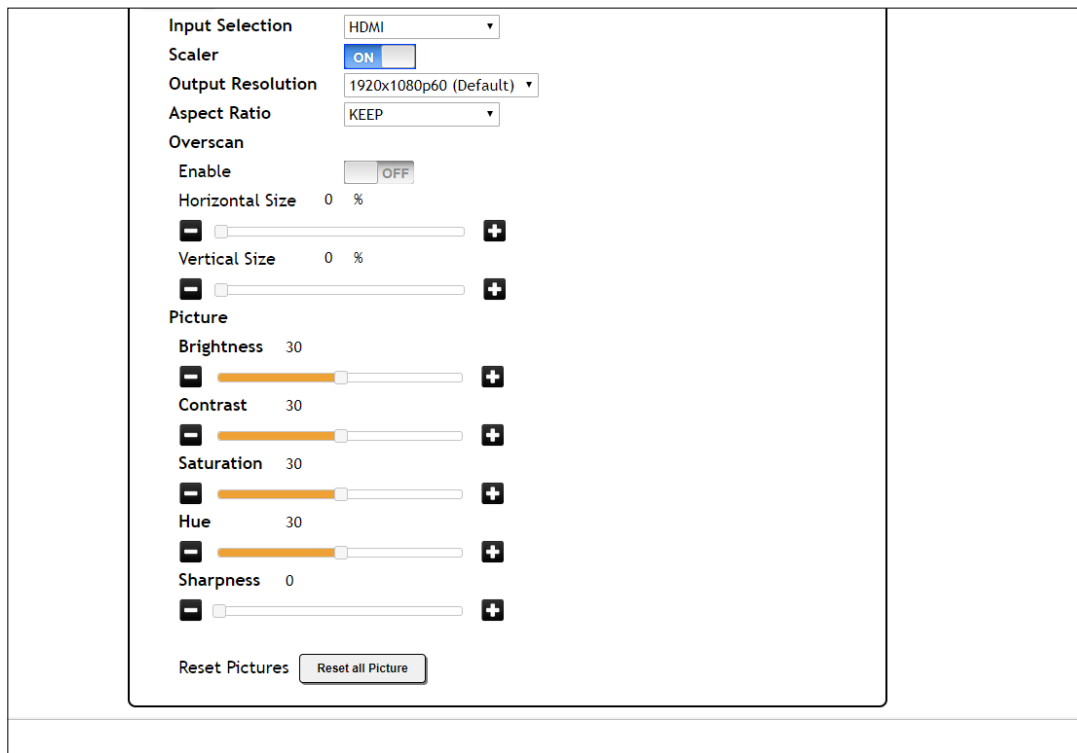 Input Selection HDMI
Scaler ON
Output Resolution 1920x1080p60 (Default)
Aspect Ratio KEEP
Overscan
Enable OFF
Horizontal Size 0 %
Vertical Size 0 %
Picture
Brightness 30
Contrast 30
Saturation 30
Hue 30
Sharpness 0
Reset Pictures Reset all Picture